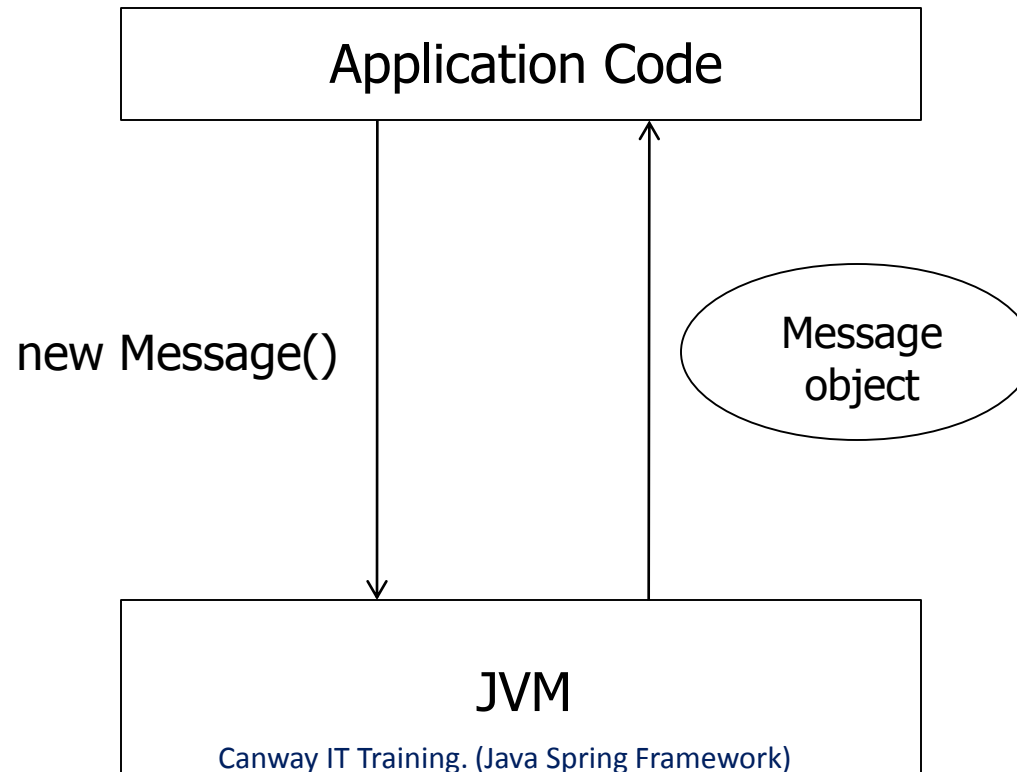 Application Code
new Message()
Message
object
JVM
Canway IT Training. (Java Spring Framework)